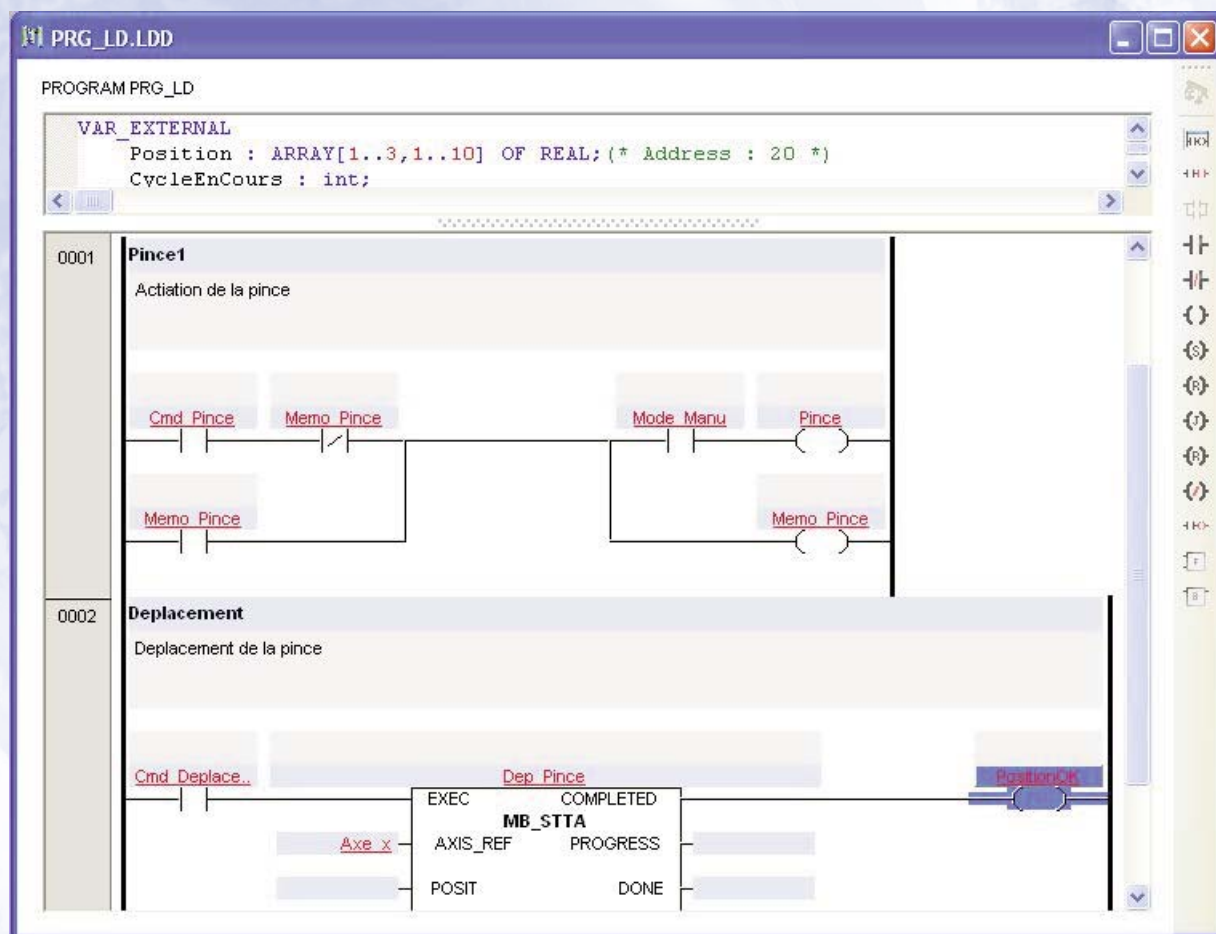 PRG_LD.LDD
PROGRAM PRG_LD
VAR_EXTERNAL
Position : ARRAY[1..3,1..10] OF REAL;(* Address : 20 *)
CycleEnCours : int;
0001
Pince1
Actiation de la pince
Cmd_Pince Memo_Pince Mode_Manu Pince
Memo_Pince Memo_Pince
0002
Deplacement
Deplacement de la pince
Cmd_Deplace.. Dep_Pince PositionOK
EXEC COMPLETED
MB_STTA
Axe_x AXIS_REF PROGRESS
POSIT DONE